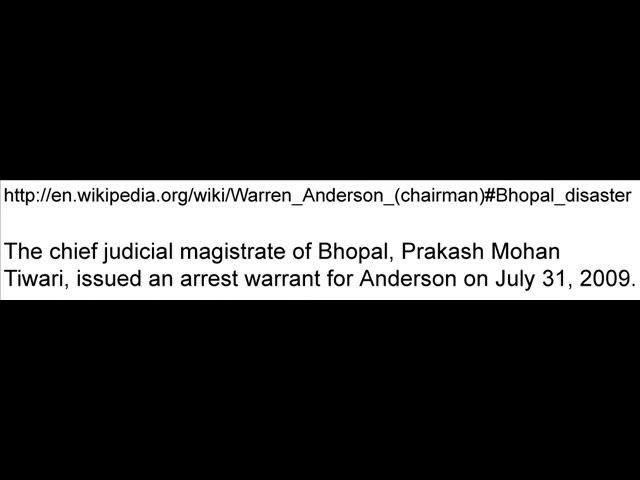 http://en.wikipedia.org/wiki/Warren_Anderson_(chairman)#Bhopal_disaster
The chief judicial magistrate of Bhopal, Prakash Mohan
Tiwari, issued an arrest warrant for Anderson on July 31, 2009.